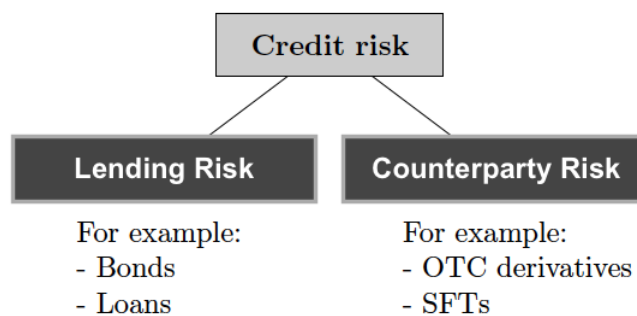 Credit risk
Lending Risk
Counterparty Risk
For example:
- Bonds
- Loans
For example:
- OTC derivatives
- SFTs